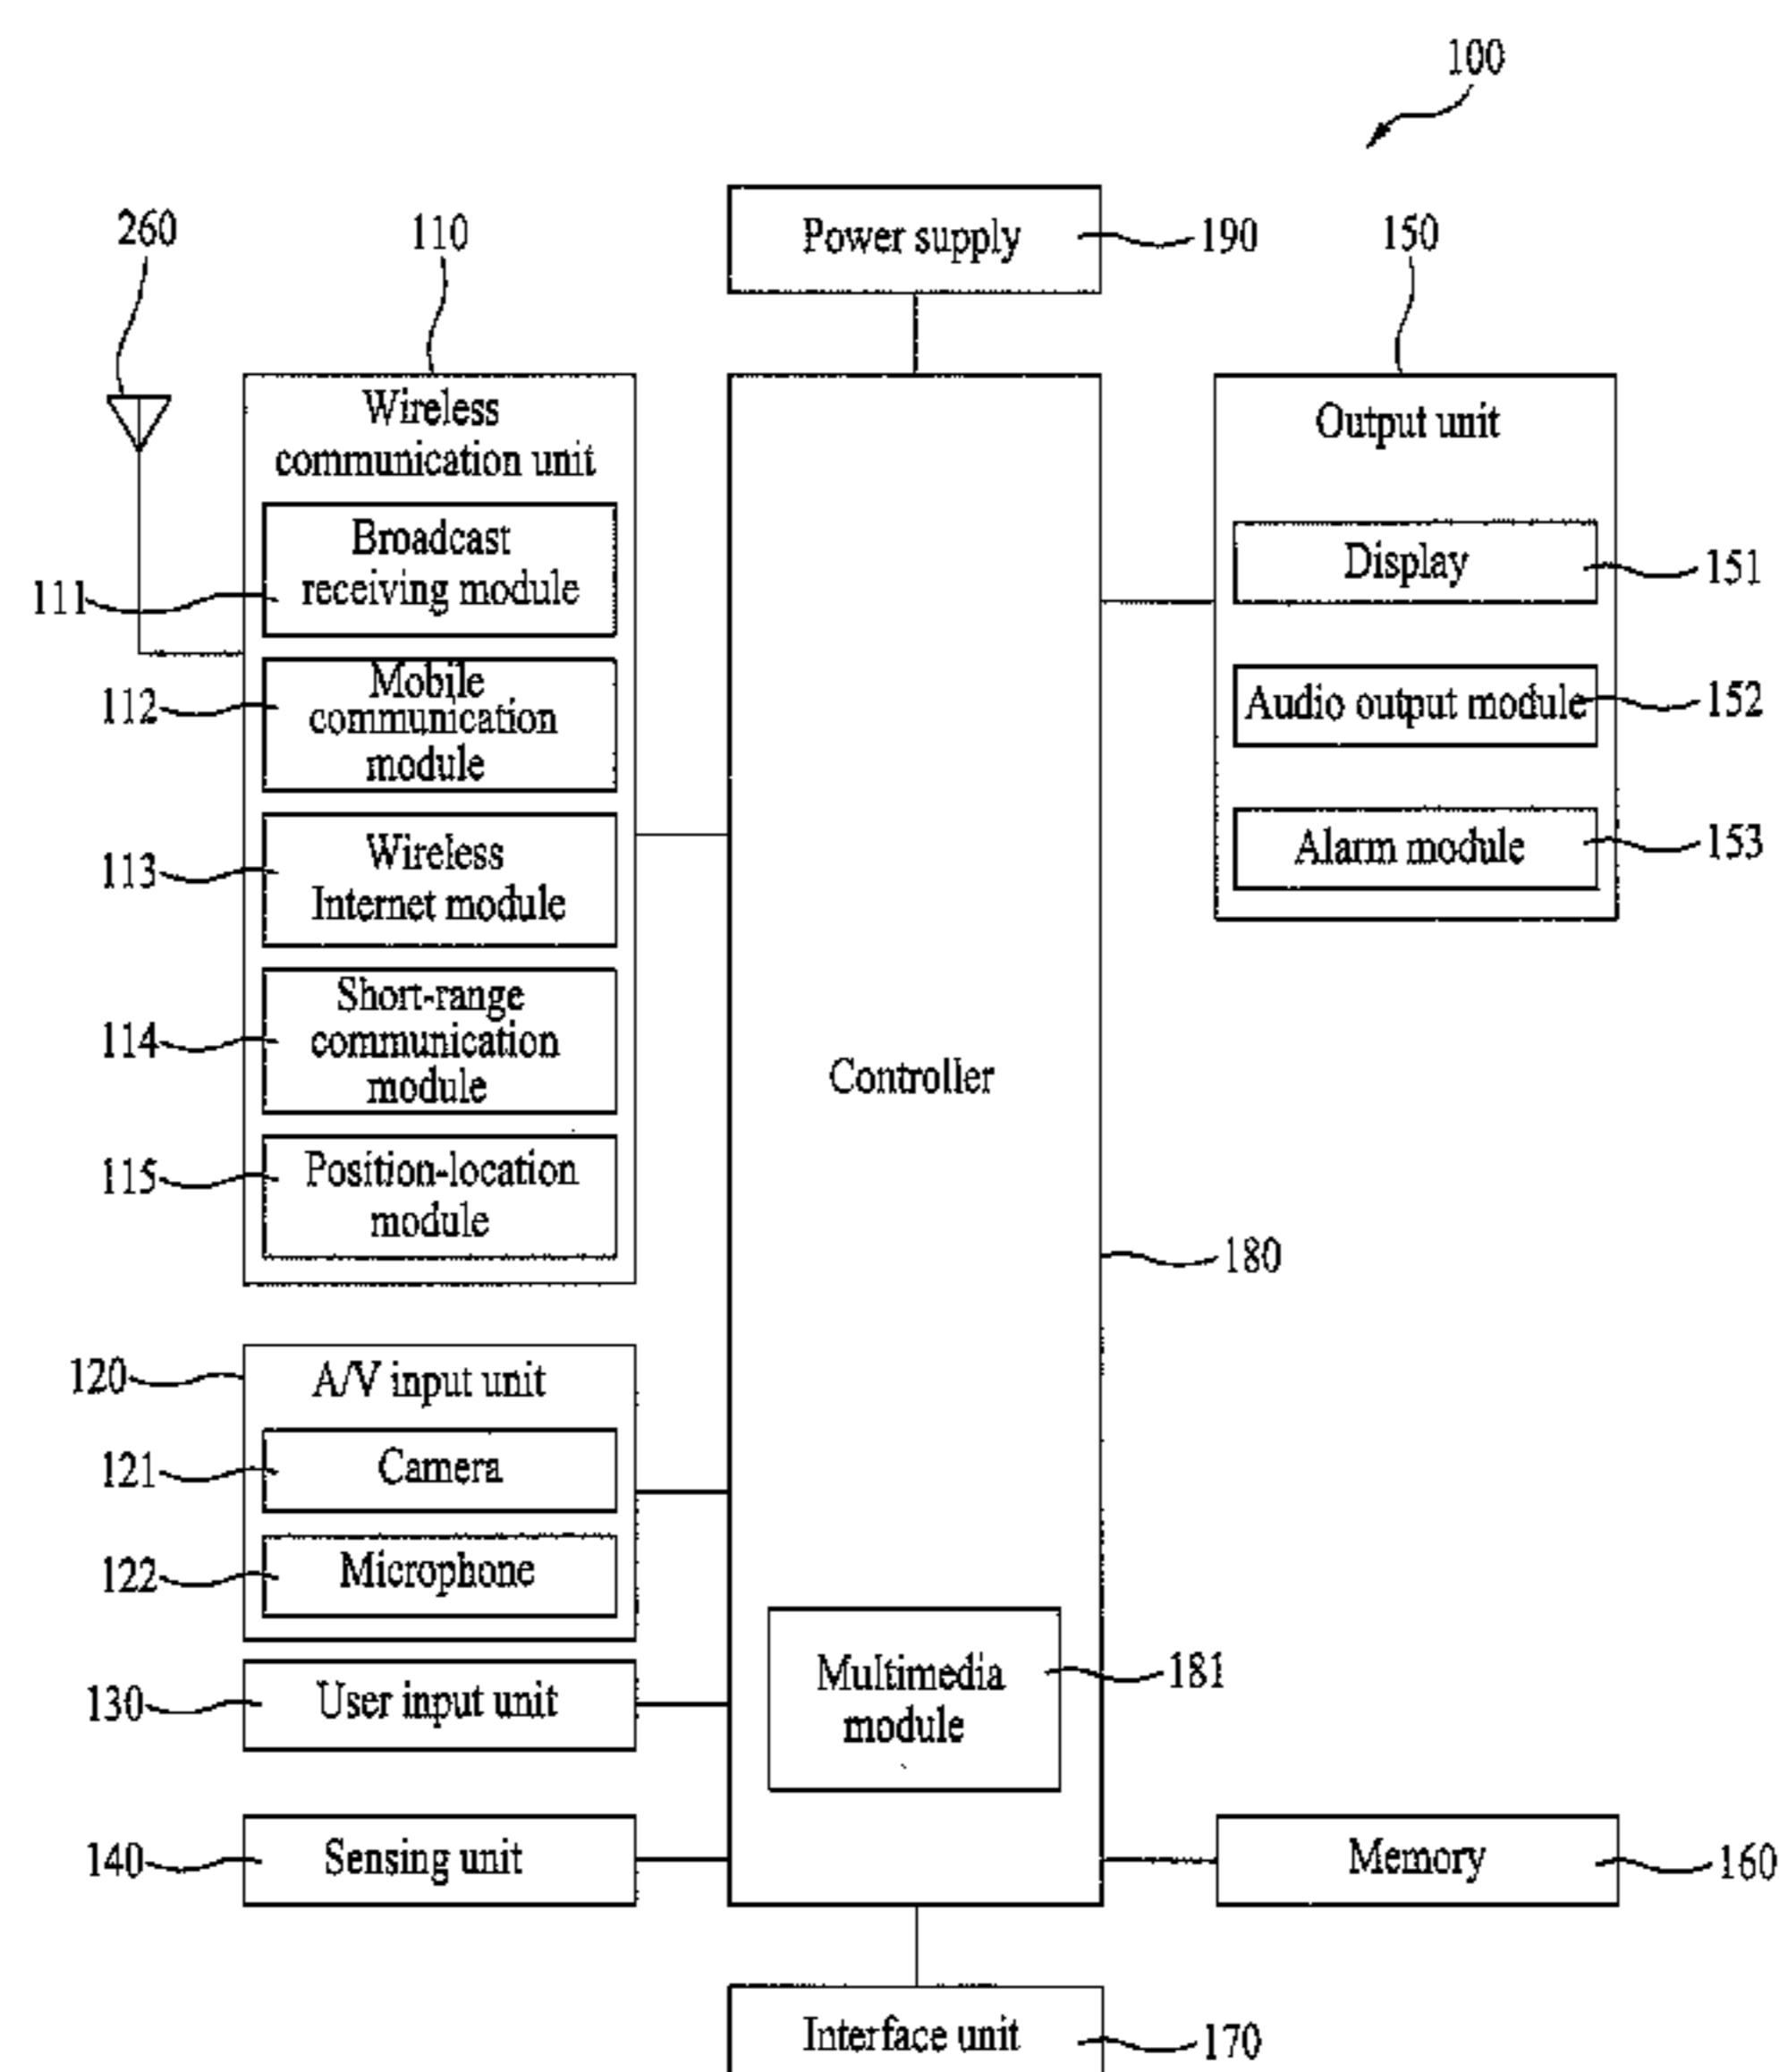 100
260
110
Power supply
190
150
Wireless
communication unit
Output unit
Broadcast
receiving module
111
Display
151
Mobile
communication
module
112
Audio output module
152
Wireless
Internet module
113
Alarm module
153
Short-range
communication
module
114
Controller
Position-location
module
115
180
120
A/V input unit
121
Camera
122
Microphone
Multimedia
module
181
130
User input unit
140
Sensing unit
Memory
160
Interface unit
170